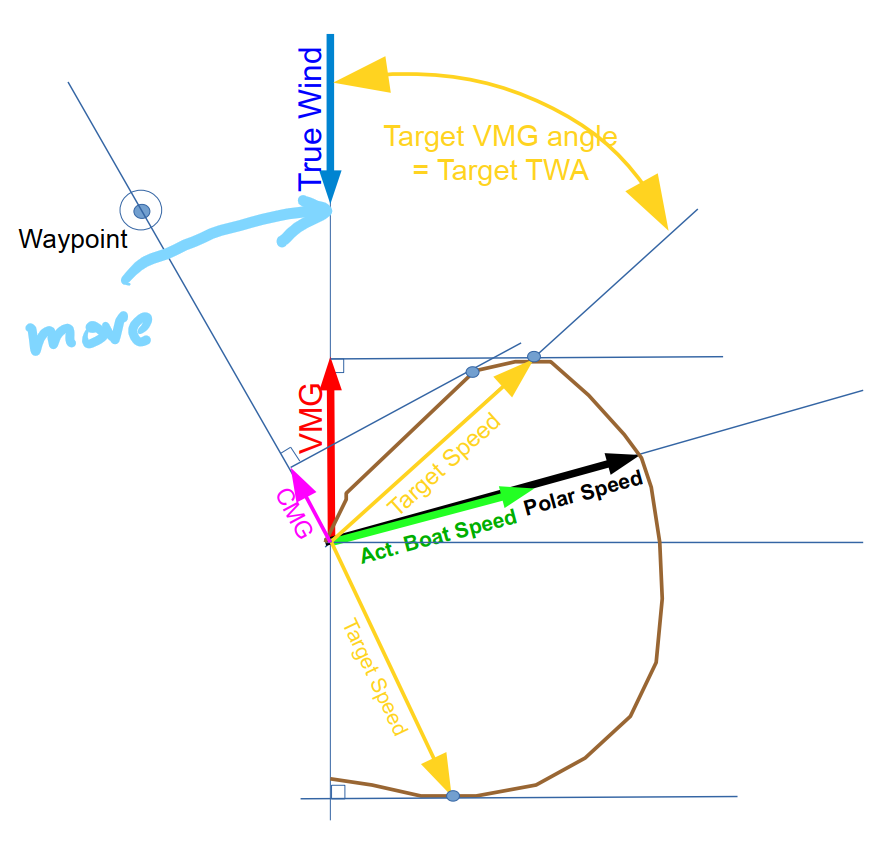 True Wind
Target VMG angle
= Target TWA
Waypoint
move
VMG
Target Speed
CMG
Polar Speed
Act. Boat Speed
Target Speed